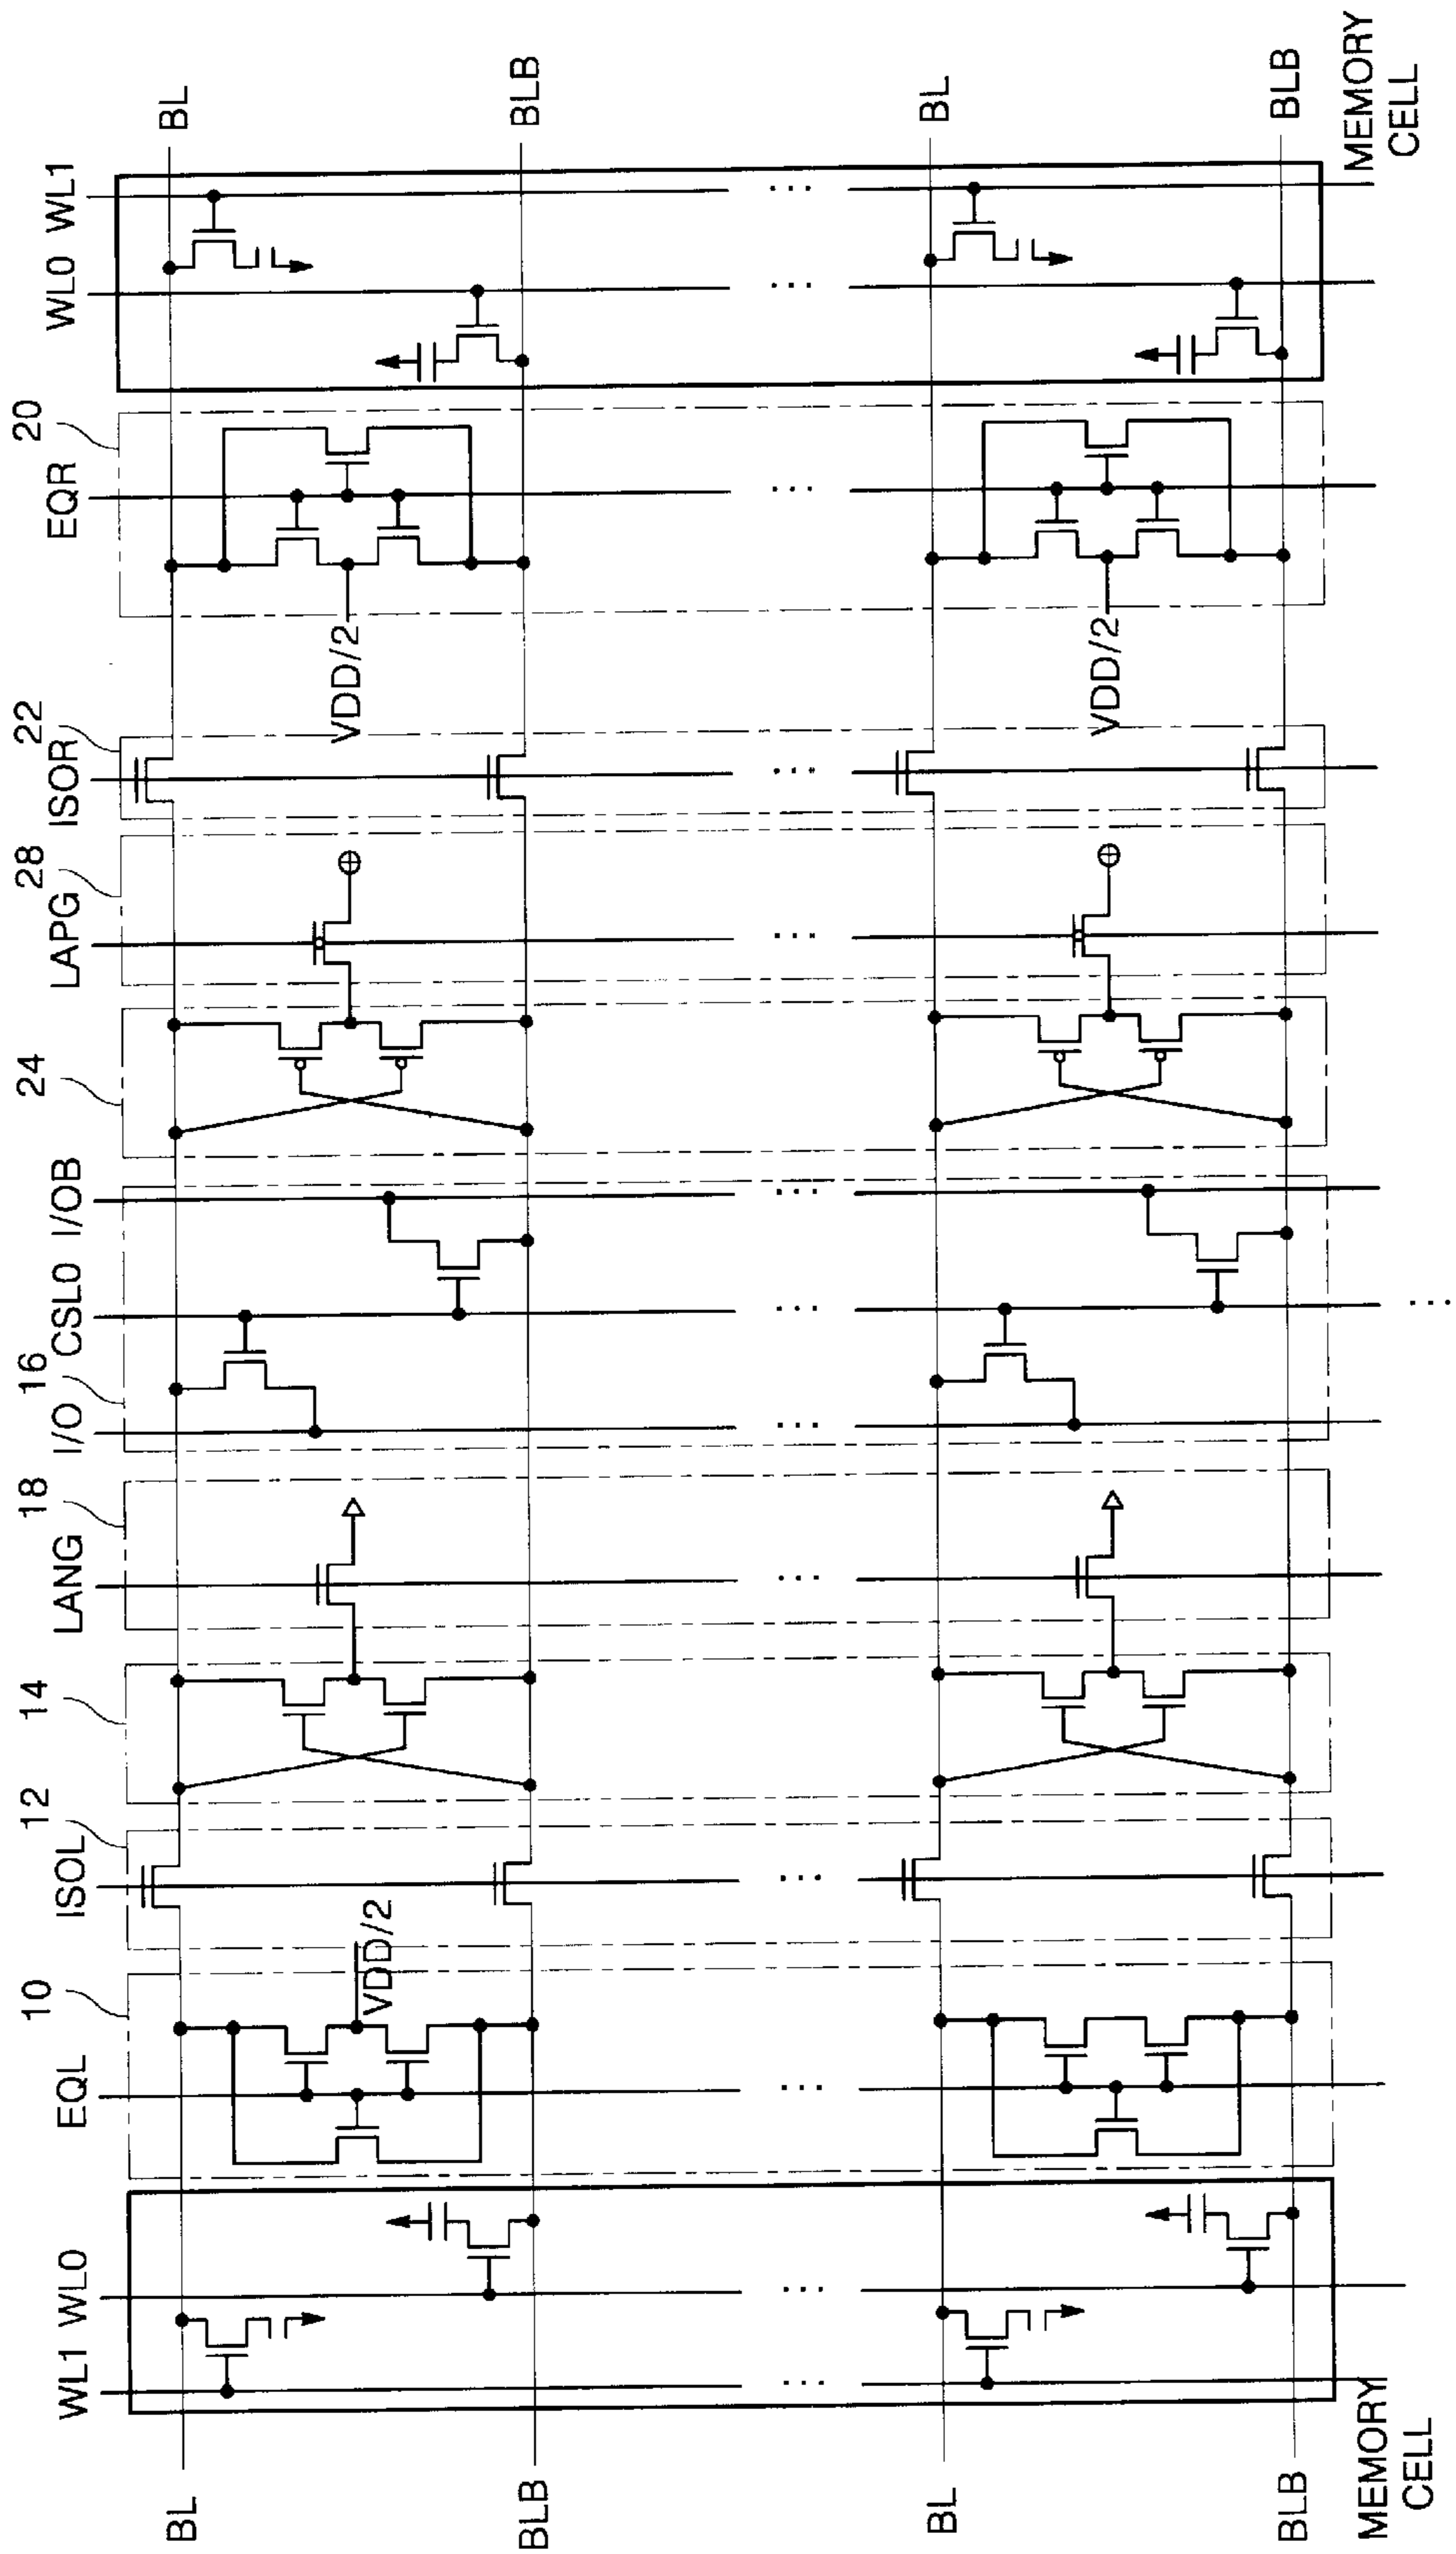 BL
BLB
BL
BLB
MEMORY
CELL
WL0 WL1
20
EQR
VDD/2
VDD/2
22
ISOR
28
LAPG
24
I/O CSL0 I/OB
16
18
LANG
14
12
ISOL
10
VDD/2
EQL
WL1 WL0
BL
BLB
BL
BLB
MEMORY
CELL